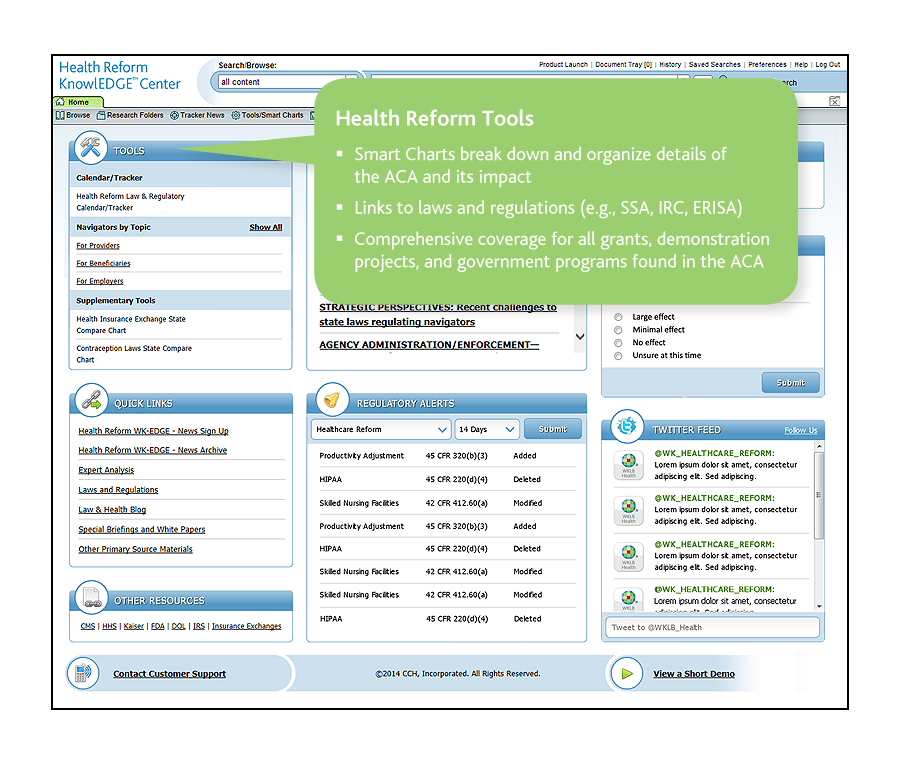 Health Reform
KnowlEDGE™ Center
Search/Browse:
all content
Product Launch | Document Tray [0] | History | Saved Searches | Preferences | Help | Log Out
Home
Browse Research Folders Tracker News Tools/Smart Charts
Health Reform Tools
▪ Smart Charts break down and organize details of
the ACA and its impact
▪ Links to laws and regulations (e.g., SSA, IRC, ERISA)
▪ Comprehensive coverage for all grants, demonstration
projects, and government programs found in the ACA
TOOLS
Calendar/Tracker
Health Reform Law & Regulatory
Calendar/Tracker
Navigators by Topic Show All
For Providers
For Beneficiaries
For Employers
Supplementary Tools
Health Insurance Exchange State
Compare Chart
Contraception Laws State Compare
Chart
STRATEGIC PERSPECTIVES: Recent challenges to
state laws regulating navigators
AGENCY ADMINISTRATION/ENFORCEMENT—
Large effect
Minimal effect
No effect
Unsure at this time
Submit
QUICK LINKS
Health Reform WK-EDGE - News Sign Up
Health Reform WK-EDGE - News Archive
Expert Analysis
Laws and Regulations
Law & Health Blog
Special Briefings and White Papers
Other Primary Source Materials
REGULATORY ALERTS
Healthcare Reform 14 Days Submit
Productivity Adjustment 45 CFR 320(b)(3) Added
HIPAA 45 CFR 220(d)(4) Deleted
Skilled Nursing Facilities 42 CFR 412.60(a) Modified
Productivity Adjustment 45 CFR 320(b)(3) Added
HIPAA 45 CFR 220(d)(4) Deleted
Skilled Nursing Facilities 42 CFR 412.60(a) Modified
Skilled Nursing Facilities 42 CFR 412.60(a) Modified
HIPAA 45 CFR 220(d)(4) Deleted
TWITTER FEED Follow Us
@WK_HEALTHCARE_REFORM:
Lorem ipsum dolor sit amet, consectetur
adipiscing elit. Sed adipiscing.
WKLB
Health
@WK_HEALTHCARE_REFORM:
Lorem ipsum dolor sit amet, consectetur
adipiscing elit. Sed adipiscing.
WKLB
Health
@WK_HEALTHCARE_REFORM:
Lorem ipsum dolor sit amet, consectetur
adipiscing elit. Sed adipiscing.
WKLB
Health
@WK_HEALTHCARE_REFORM:
Lorem ipsum dolor sit amet, consectetur
adipiscing elit. Sed adipiscing.
WKLB
Tweet to @WKLB_Health
OTHER RESOURCES
CMS | HHS | Kaiser | FDA | DOL | IRS | Insurance Exchanges
Contact Customer Support
©2014 CCH, Incorporated. All Rights Reserved.
View a Short Demo